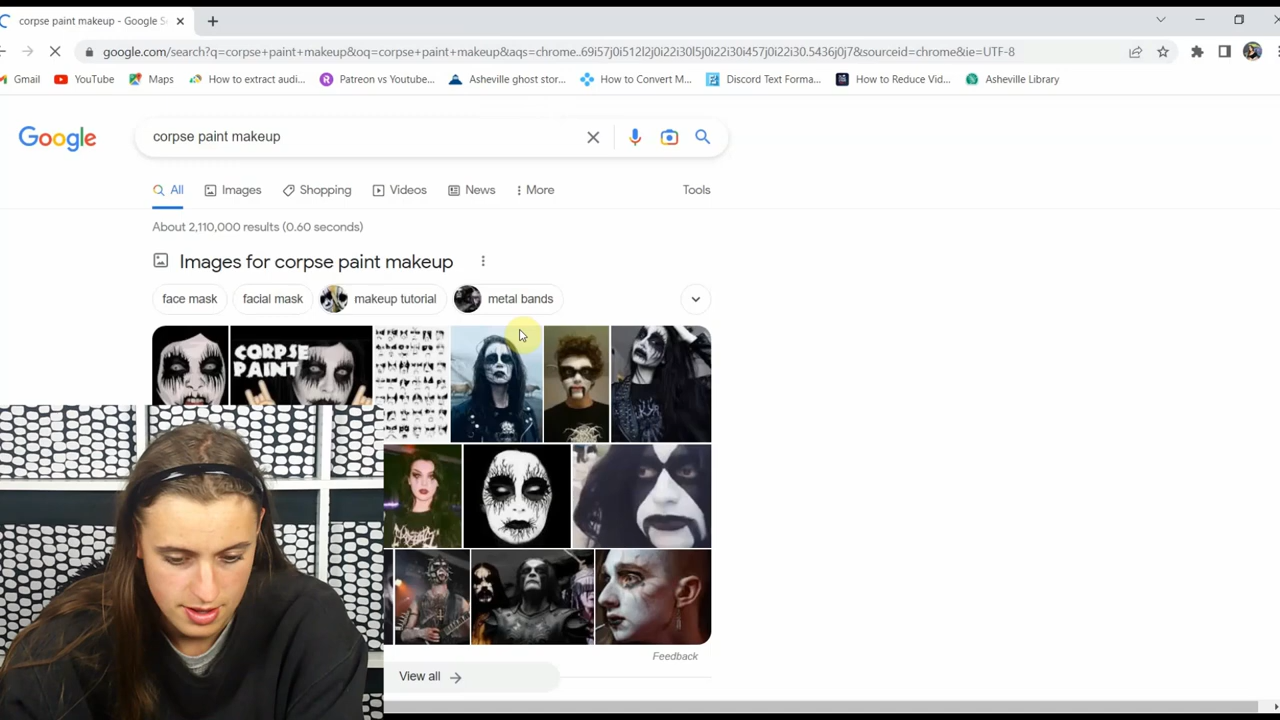 corpse paint makeup - Google S
google.com/search?q=corpse+paint+makeup&oq=corpse+paint+makeup&aqs=chrome..69i57j0i512l2j0i22i30l5j0i22i30i457j0i22i30.5436j0j7&sourceid=chrome&ie=UTF-8
Gmail YouTube Maps How to extract audi... Patreon vs Youtube... Asheville ghost stor... How to Convert M... Discord Text Forma... How to Reduce Vid... Asheville Library
Google corpse paint makeup
All Images Shopping Videos News More Tools
About 2,110,000 results (0.60 seconds)
Images for corpse paint makeup
face mask facial mask makeup tutorial metal bands
CORPSE
PAINT
Feedback
View all